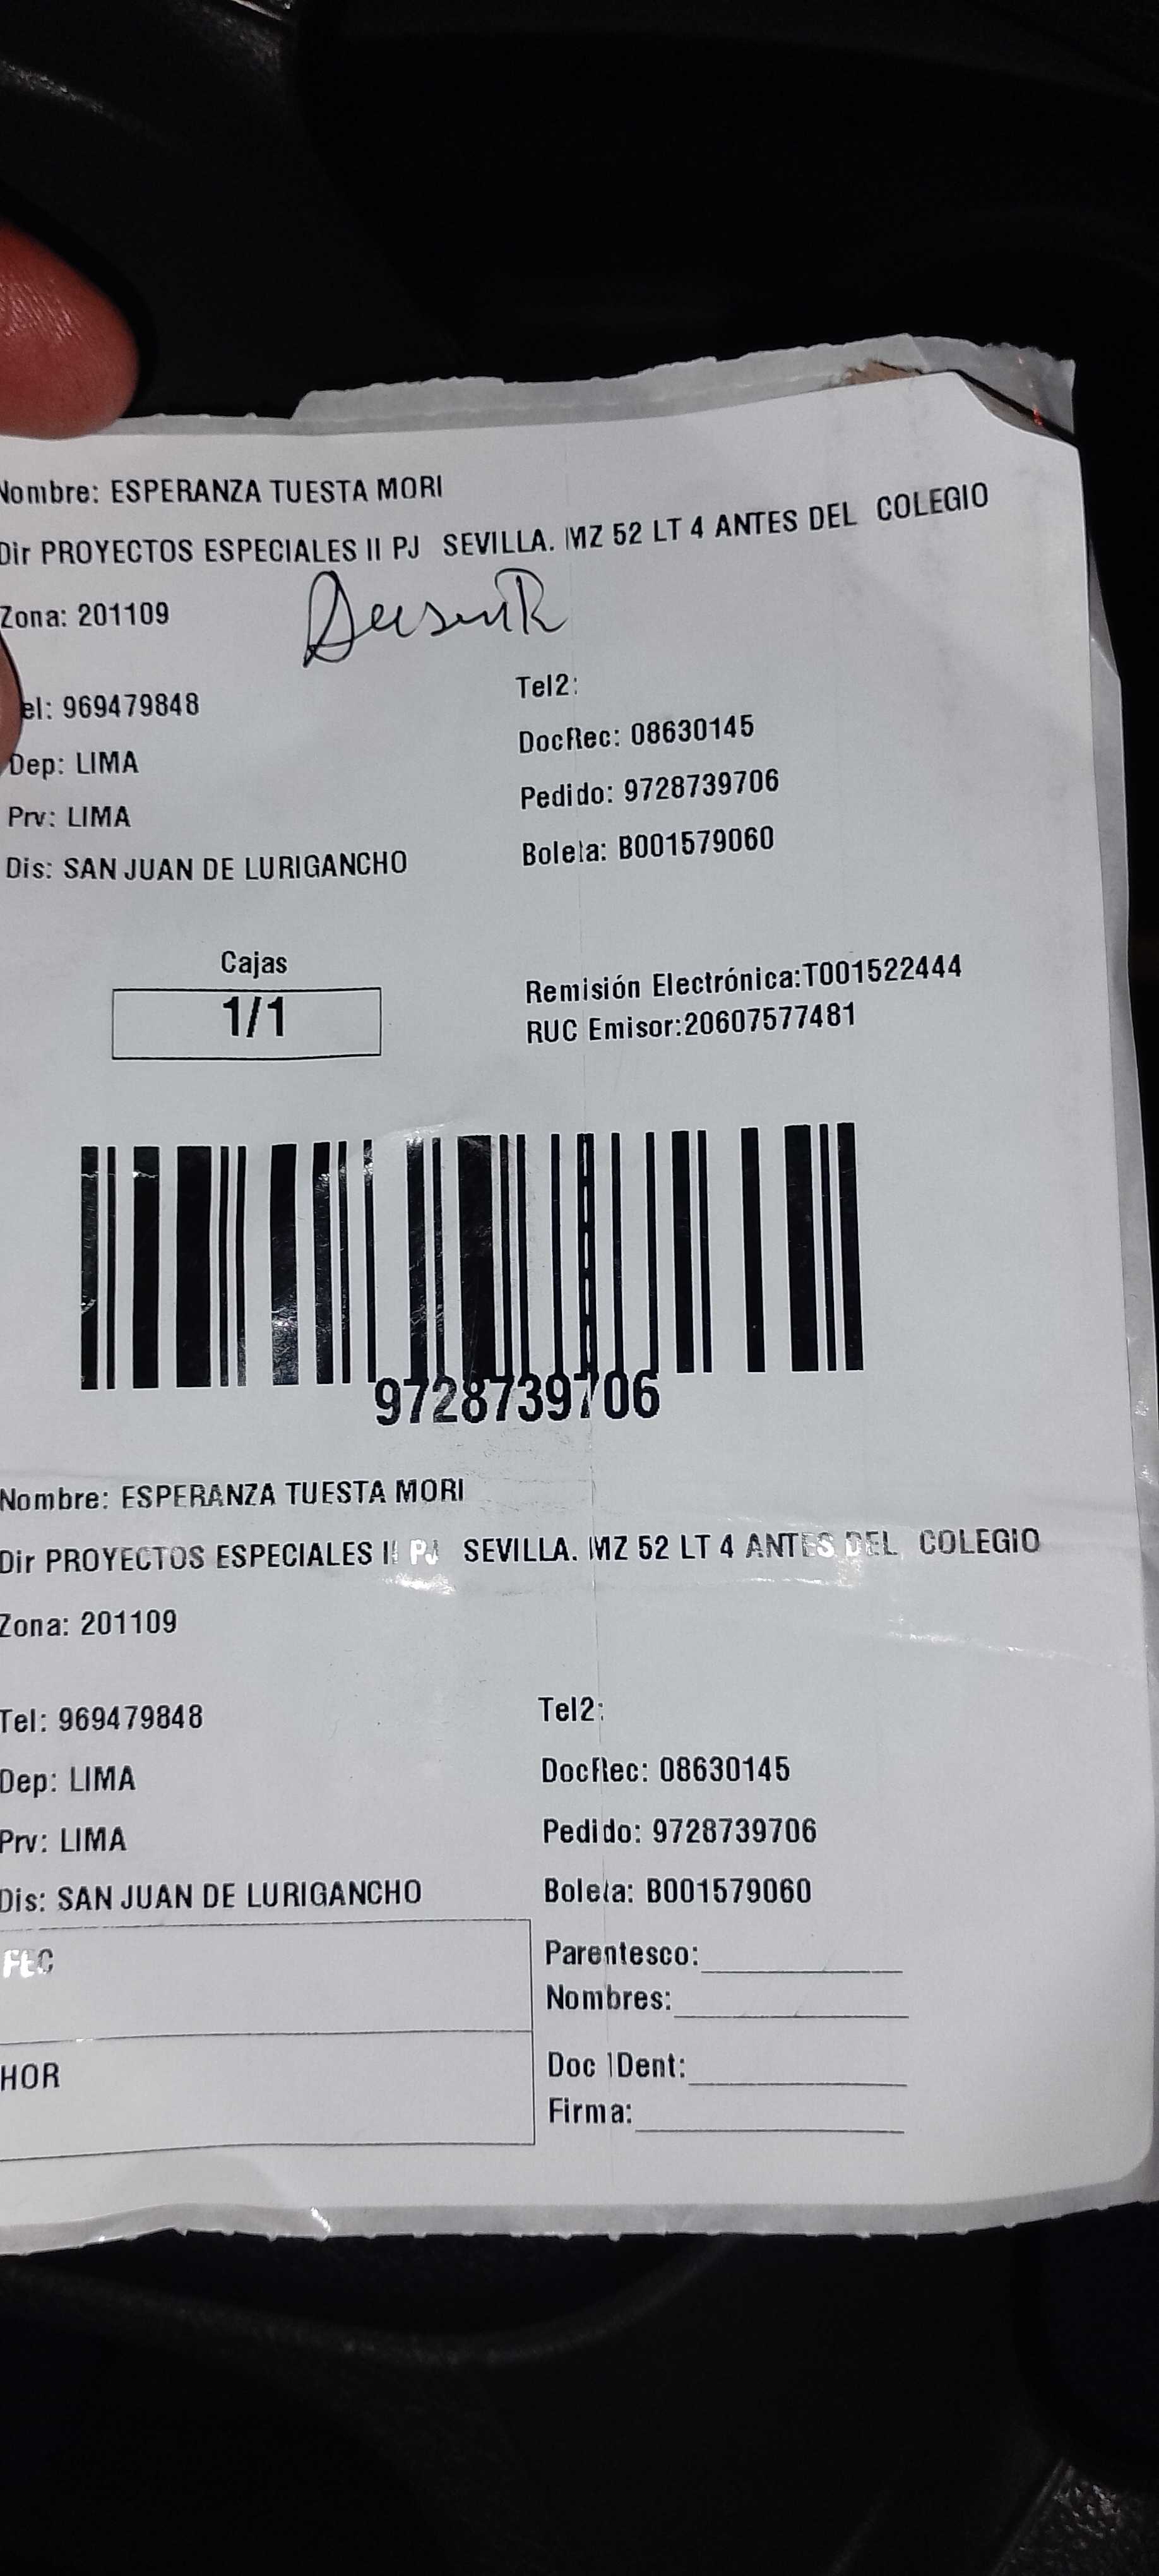 Nombre: ESPERANZA TUESTA MORI
Dir PROYECTOS ESPECIALES II PJ SEVILLA. MZ 52 LT 4 ANTES DEL COLEGIO
Zona: 201109
el: 969479848 Tel2:
Dep: LIMA DocRec: 08630145
Prv: LIMA Pedido: 9728739706
Dis: SAN JUAN DE LURIGANCHO Boleta: B001579060
Cajas
1/1
Remisión Electrónica:T001522444
RUC Emisor:20607577481
9728739706
Nombre: ESPERANZA TUESTA MORI
Dir PROYECTOS ESPECIALES II PJ SEVILLA. MZ 52 LT 4 ANTES DEL COLEGIO
Zona: 201109
Tel: 969479848 Tel2:
Dep: LIMA DocRec: 08630145
Prv: LIMA Pedido: 9728739706
Dis: SAN JUAN DE LURIGANCHO Boleta: B001579060
FEC
HOR
Parentesco:
Nombres:
Doc IDent:
Firma: